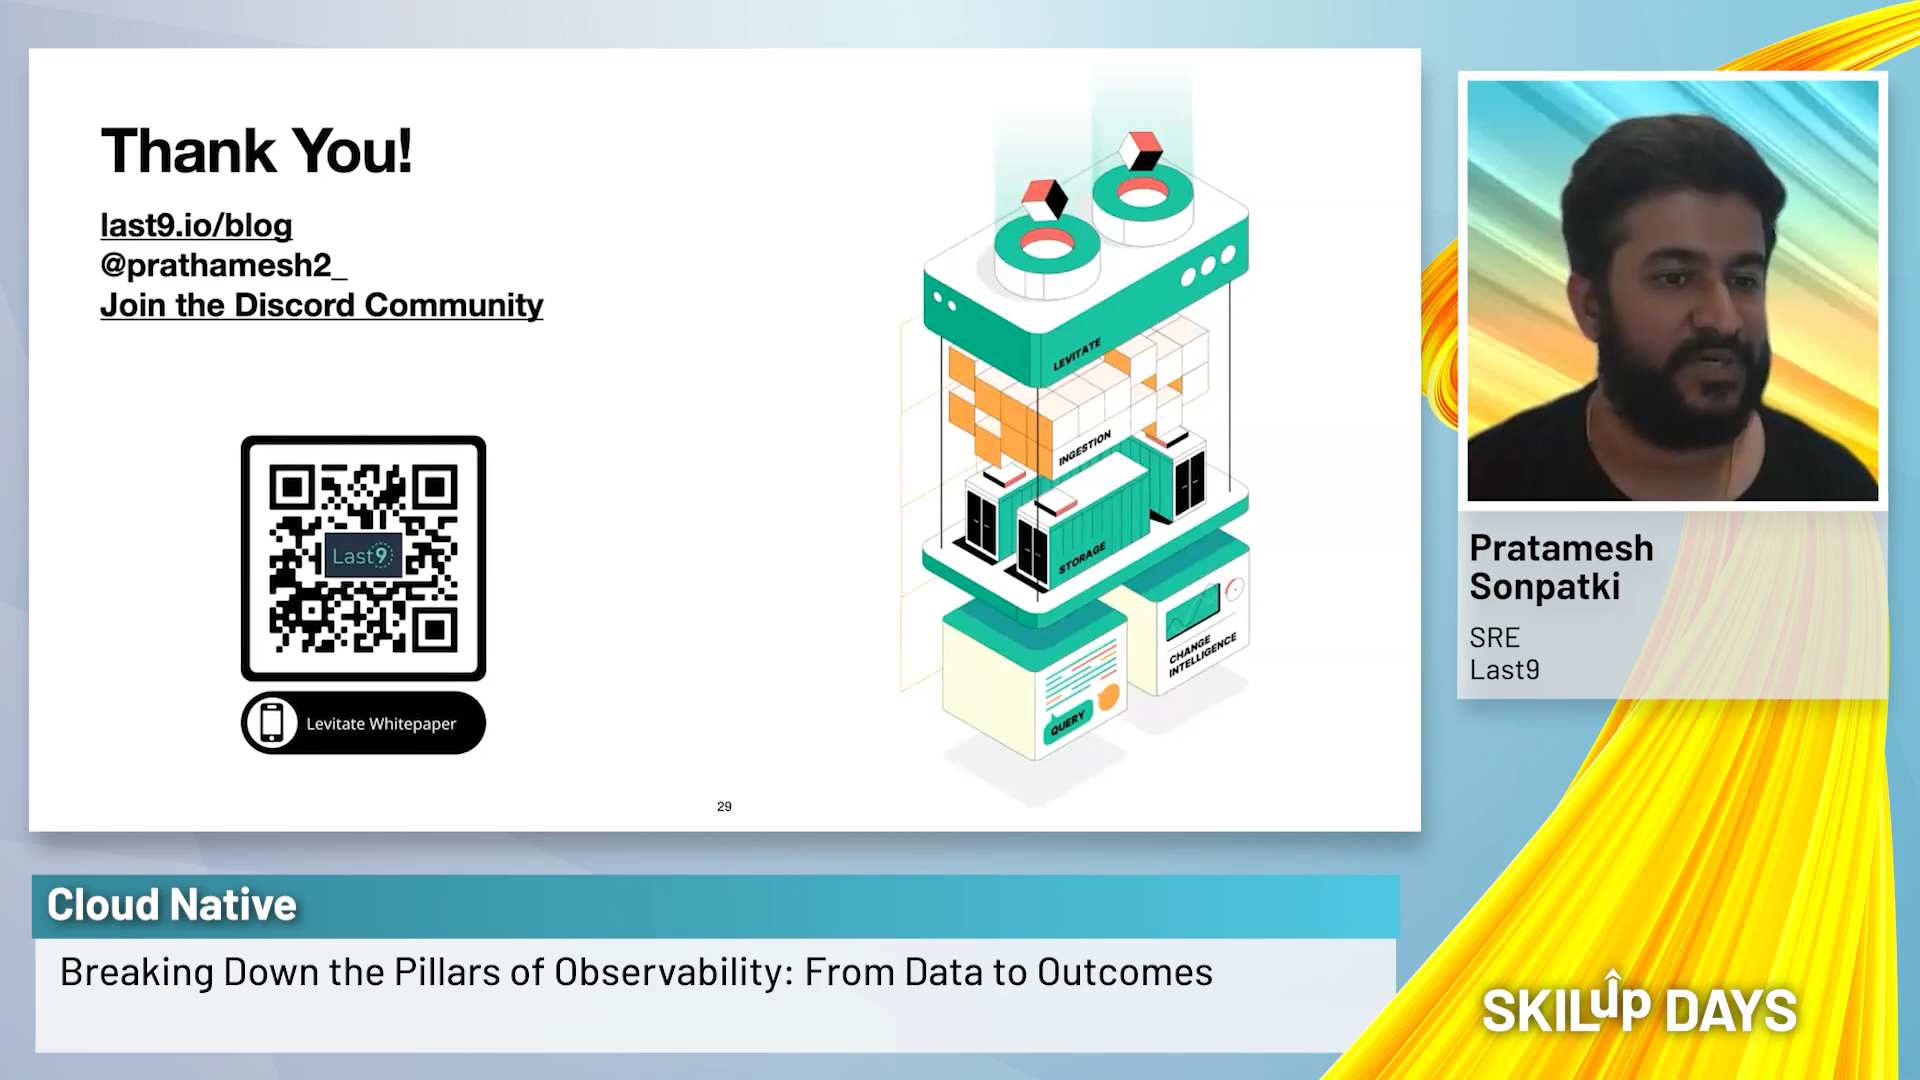 Thank You!
last9.io/blog
@prathamesh2_
Join the Discord Community
Last9
Levitate Whitepaper
LEVITATE
INGESTION
STORAGE
CHANGE
INTELLIGENCE
QUERY
29
Pratamesh
Sonpatki
SRE
Last9
Cloud Native
Breaking Down the Pillars of Observability: From Data to Outcomes
SKILup DAYS